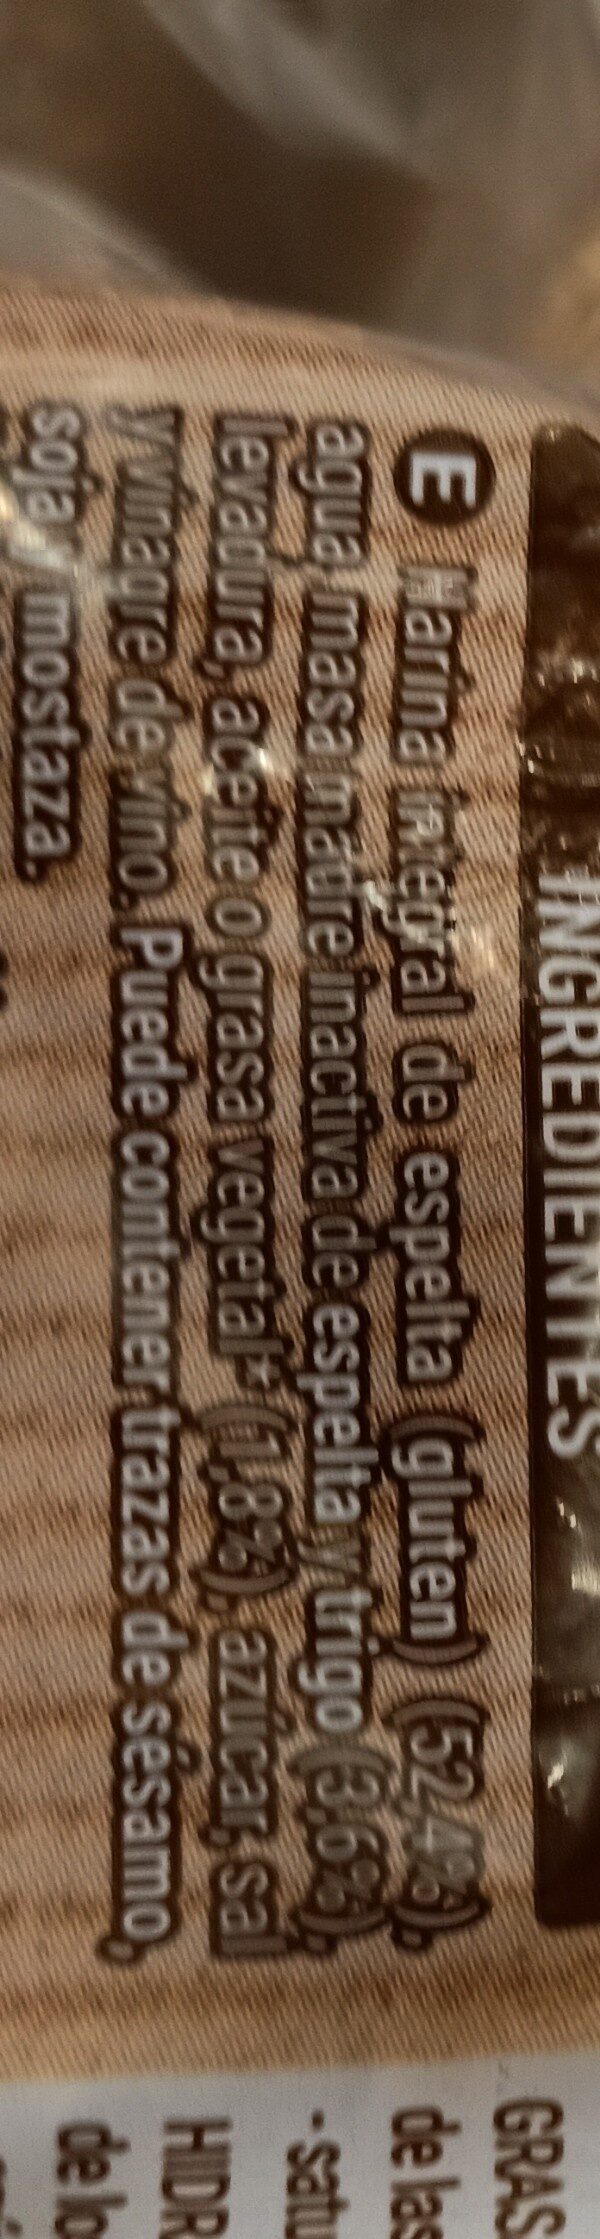 INGREDIENTES
E Harina integral de espelta (gluten) (52,4%),
agua, masa madre inactiva de espelta y trigo (3,6%),
levadura, aceite o grasa vegetal* (1,8%), azúcar, sal
y vinagre de vino. Puede contener trazas de sésamo,
soja y mostaza.
GRAS
de las
-satu
HIDR
de lo